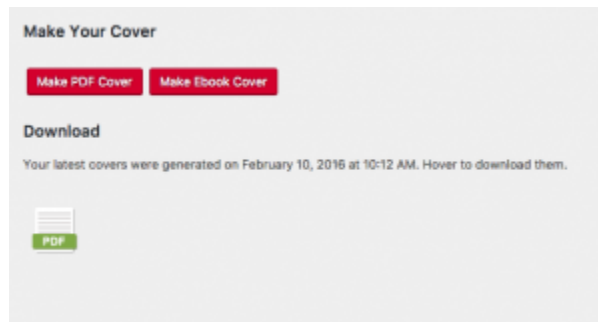 Make Your Cover
Make PDF Cover Make Ebook Cover
Download
Your latest covers were generated on February 10, 2016 at 10:12 AM. Hover to download them.
PDF